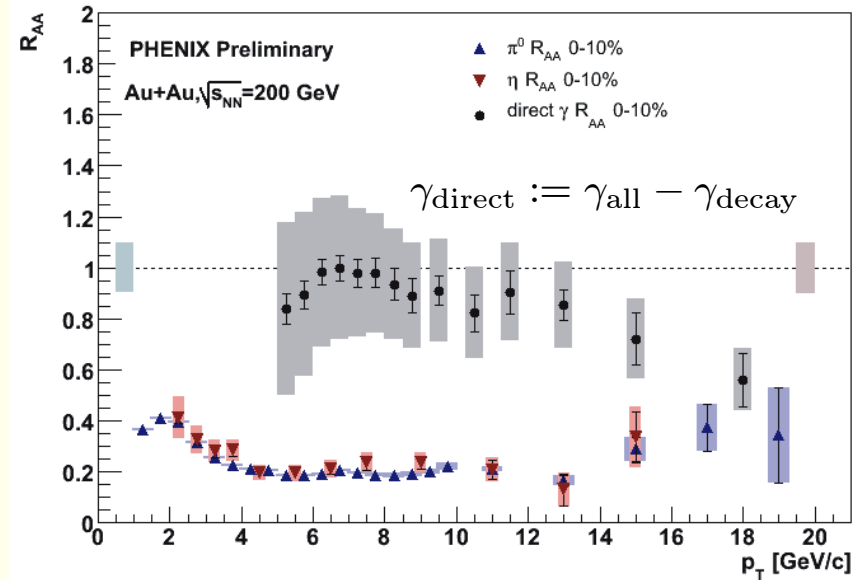 R_AA
2
1.8
1.6
1.4
1.2
1
0.8
0.6
0.4
0.2
0
PHENIX Preliminary
Au+Au,√s_NN=200 GeV
π⁰ R_AA 0-10%
η R_AA 0-10%
direct γ R_AA 0-10%
γ_direct := γ_all − γ_decay
0 2 4 6 8 10 12 14 16 18 20
p_T [GeV/c]